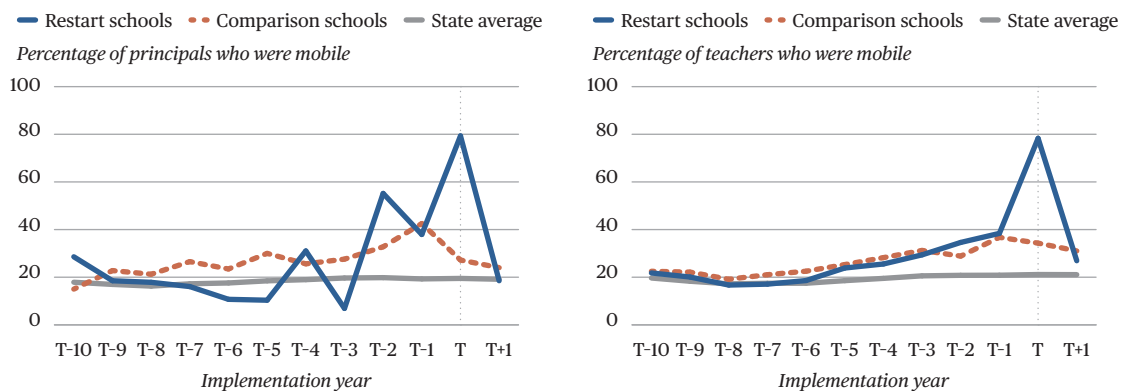 Restart schools Comparison schools State average
Percentage of principals who were mobile
100
80
60
40
20
0
T-10 T-9 T-8 T-7 T-6 T-5 T-4 T-3 T-2 T-1 T T+1
Implementation year
Restart schools Comparison schools State average
Percentage of teachers who were mobile
100
80
60
40
20
0
T-10 T-9 T-8 T-7 T-6 T-5 T-4 T-3 T-2 T-1 T T+1
Implementation year